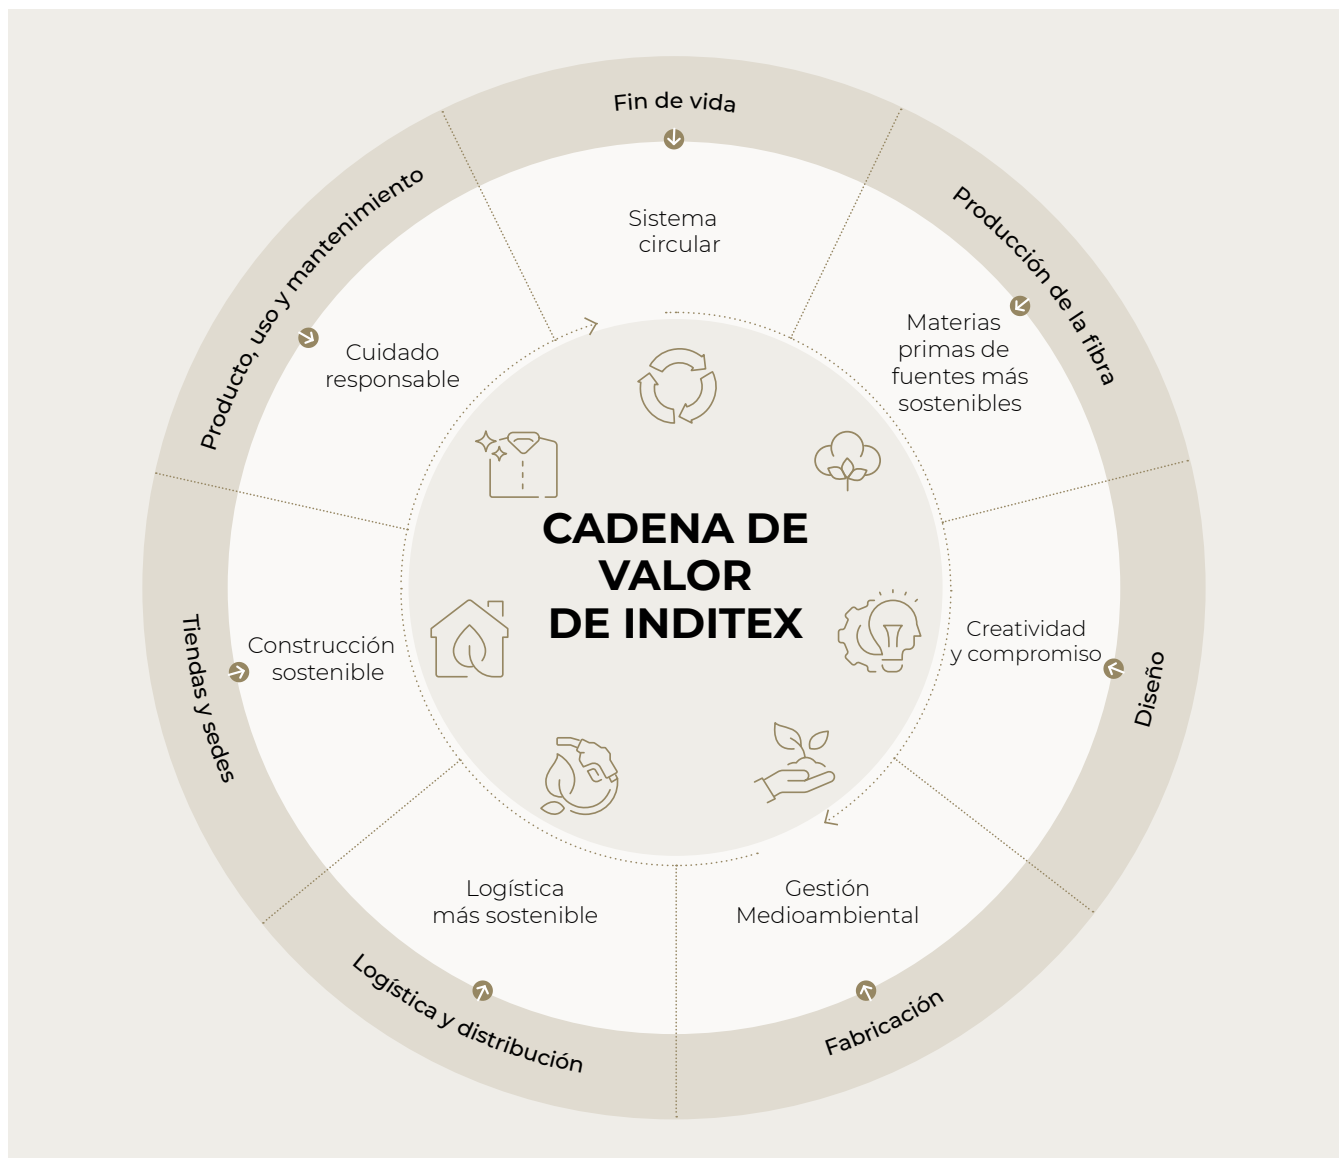 Fin de vida
Sistema
circular
Producción de la fibra
Materias
primas de
fuentes más
sostenibles
Diseño
Creatividad
y compromiso
Fabricación
Gestión
Medioambiental
Logística y distribución
Logística
más sostenible
Tiendas y sedes
Construcción
sostenible
Producto, uso y mantenimiento
Cuidado
responsable
CADENA DE
VALOR
DE INDITEX